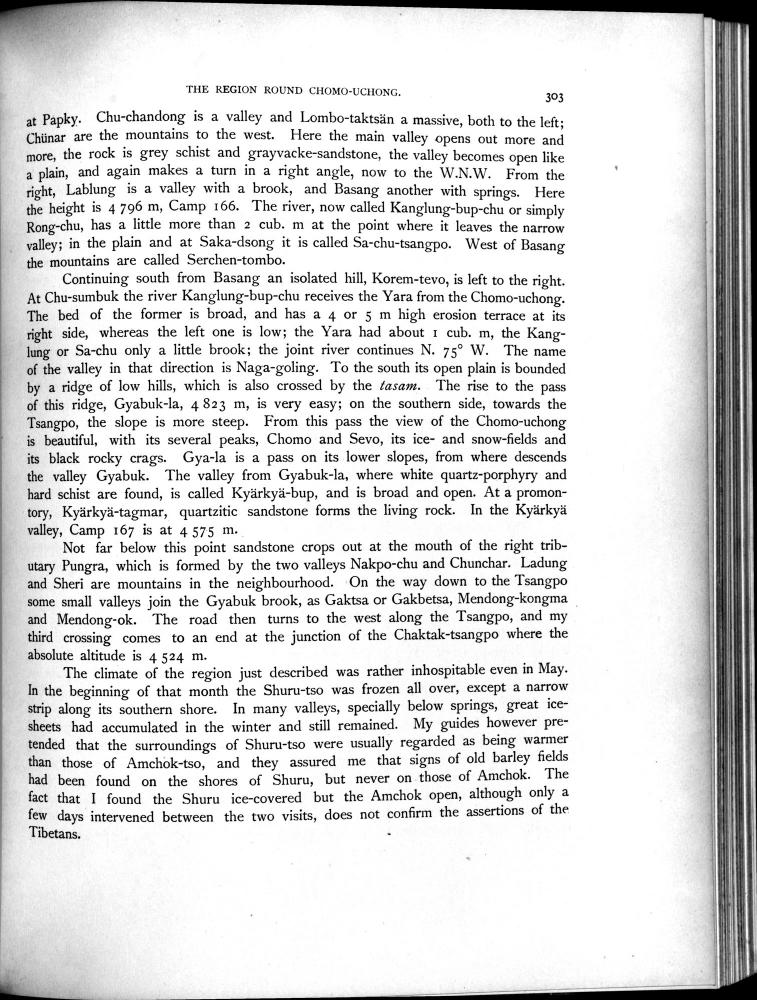 THE REGION ROUND CHOMO-UCHONG.
303
at Papky. Chu-chandong is a valley and Lombo-taktsän a massive, both to the left;
Chünar are the mountains to the west. Here the main valley opens out more and
more, the rock is grey schist and grayvacke-sandstone, the valley becomes open like
a plain, and again makes a turn in a right angle, now to the W.N.W. From the
right, Lablung is a valley with a brook, and Basang another with springs. Here
the height is 4 796 m, Camp 166. The river, now called Kanglung-bup-chu or simply
Rong-chu, has a little more than 2 cub. m at the point where it leaves the narrow
valley; in the plain and at Saka-dsong it is called Sa-chu-tsangpo. West of Basang
the mountains are called Serchen-tombo.
Continuing south from Basang an isolated hill, Korem-tevo, is left to the right.
At Chu-sumbuk the river Kanglung-bup-chu receives the Yara from the Chomo-uchong.
The bed of the former is broad, and has a 4 or 5 m high erosion terrace at its
right side, whereas the left one is low; the Yara had about 1 cub. m, the Kang-
lung or Sa-chu only a little brook; the joint river continues N. 75° W. The name
of the valley in that direction is Naga-goling. To the south its open plain is bounded
by a ridge of low hills, which is also crossed by the tasam. The rise to the pass
of this ridge, Gyabuk-la, 4 823 m, is very easy; on the southern side, towards the
Tsangpo, the slope is more steep. From this pass the view of the Chomo-uchong
is beautiful, with its several peaks, Chomo and Sevo, its ice- and snow-fields and
its black rocky crags. Gya-la is a pass on its lower slopes, from where descends
the valley Gyabuk. The valley from Gyabuk-la, where white quartz-porphyry and
hard schist are found, is called Kyärkyä-bup, and is broad and open. At a promon-
tory, Kyärkyä-tagmar, quartzitic sandstone forms the living rock. In the Kyärkyä
valley, Camp 167 is at 4 575 m.
Not far below this point sandstone crops out at the mouth of the right trib-
utary Pungra, which is formed by the two valleys Nakpo-chu and Chunchar. Ladung
and Sheri are mountains in the neighbourhood. On the way down to the Tsangpo
some small valleys join the Gyabuk brook, as Gaktsa or Gakbetsa, Mendong-kongma
and Mendong-ok. The road then turns to the west along the Tsangpo, and my
third crossing comes to an end at the junction of the Chaktak-tsangpo where the
absolute altitude is 4 524 m.
The climate of the region just described was rather inhospitable even in May.
In the beginning of that month the Shuru-tso was frozen all over, except a narrow
strip along its southern shore. In many valleys, specially below springs, great ice-
sheets had accumulated in the winter and still remained. My guides however pre-
tended that the surroundings of Shuru-tso were usually regarded as being warmer
than those of Amchok-tso, and they assured me that signs of old barley fields
had been found on the shores of Shuru, but never on those of Amchok. The
fact that I found the Shuru ice-covered but the Amchok open, although only a
few days intervened between the two visits, does not confirm the assertions of the
Tibetans.